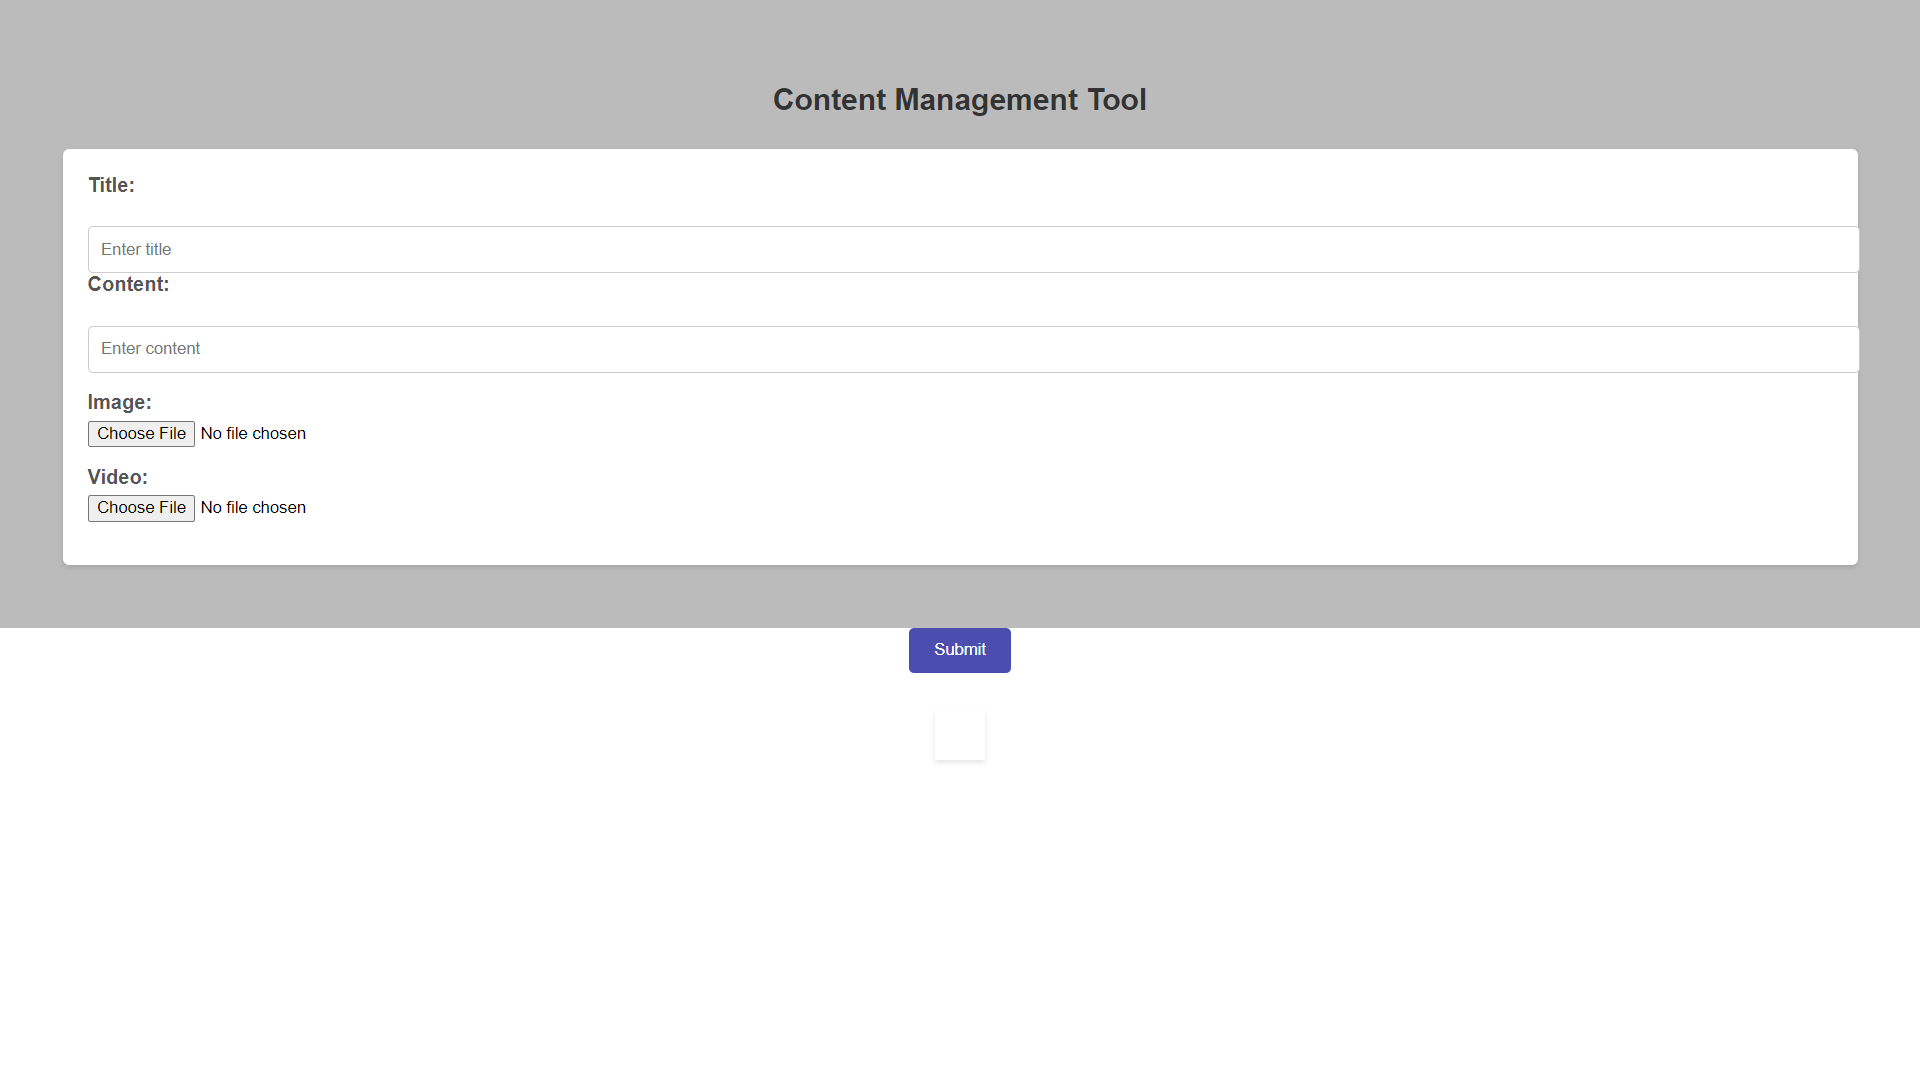 Content Management Tool
Title:
Enter title
Content:
Enter content
Image:
Choose File No file chosen
Video:
Choose File No file chosen
Submit